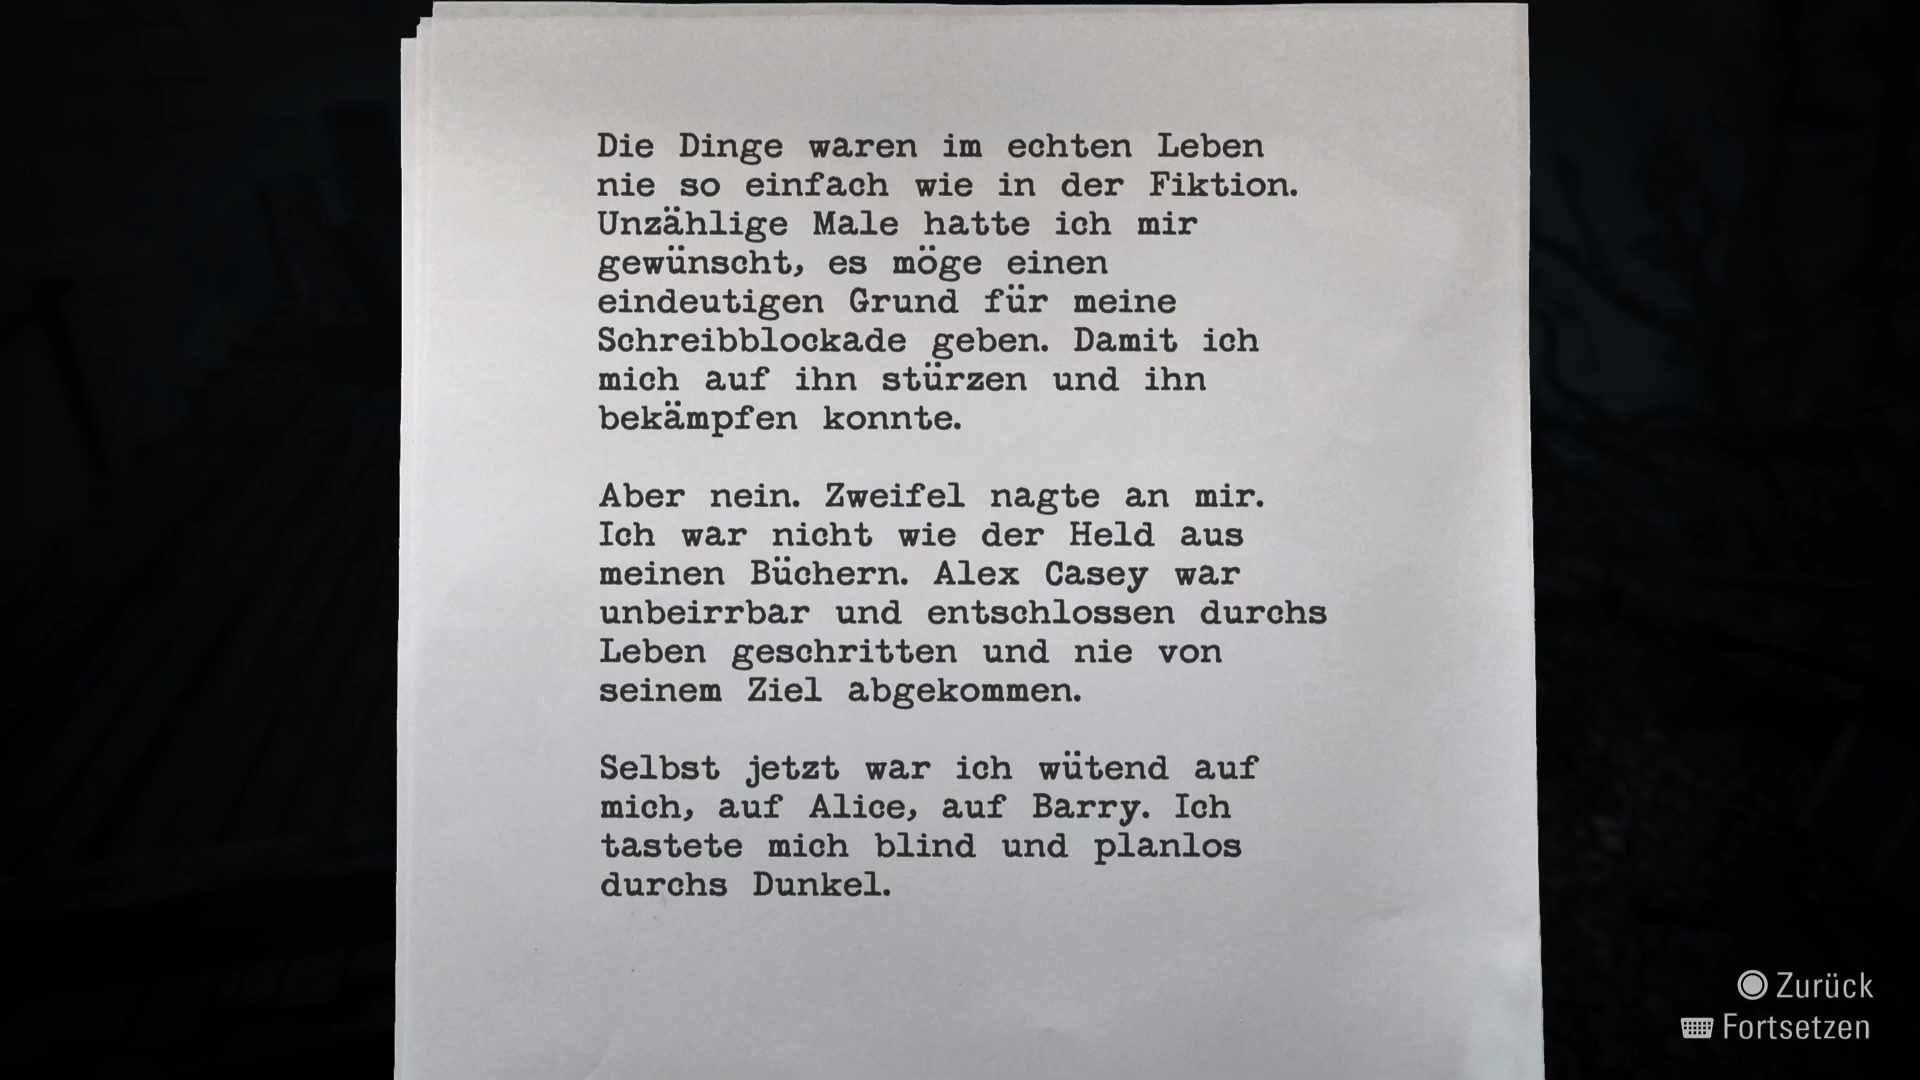 Die Dinge waren im echten Leben
nie so einfach wie in der Fiktion.
Unzählige Male hatte ich mir
gewünscht, es möge einen
eindeutigen Grund für meine
Schreibblockade geben. Damit ich
mich auf ihn stürzen und ihn
bekämpfen konnte.
Aber nein. Zweifel nagte an mir.
Ich war nicht wie der Held aus
meinen Büchern. Alex Casey war
unbeirrbar und entschlossen durchs
Leben geschritten und nie von
seinem Ziel abgekommen.
Selbst jetzt war ich wütend auf
mich, auf Alice, auf Barry. Ich
tastete mich blind und planlos
durchs Dunkel.
Zurück
Fortsetzen